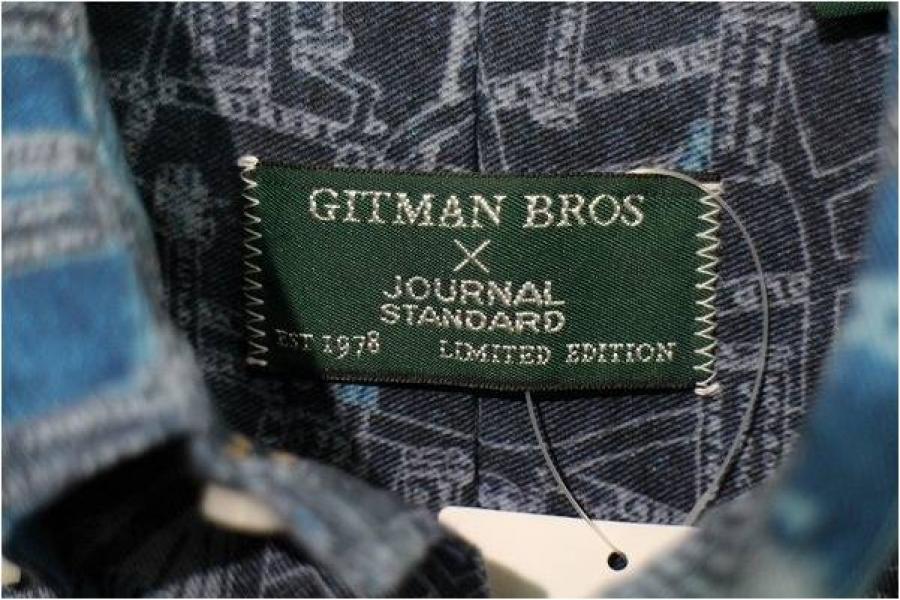 GITMAN BROS
X
JOURNAL
STANDARD
EST 1978 LIMITED EDITION